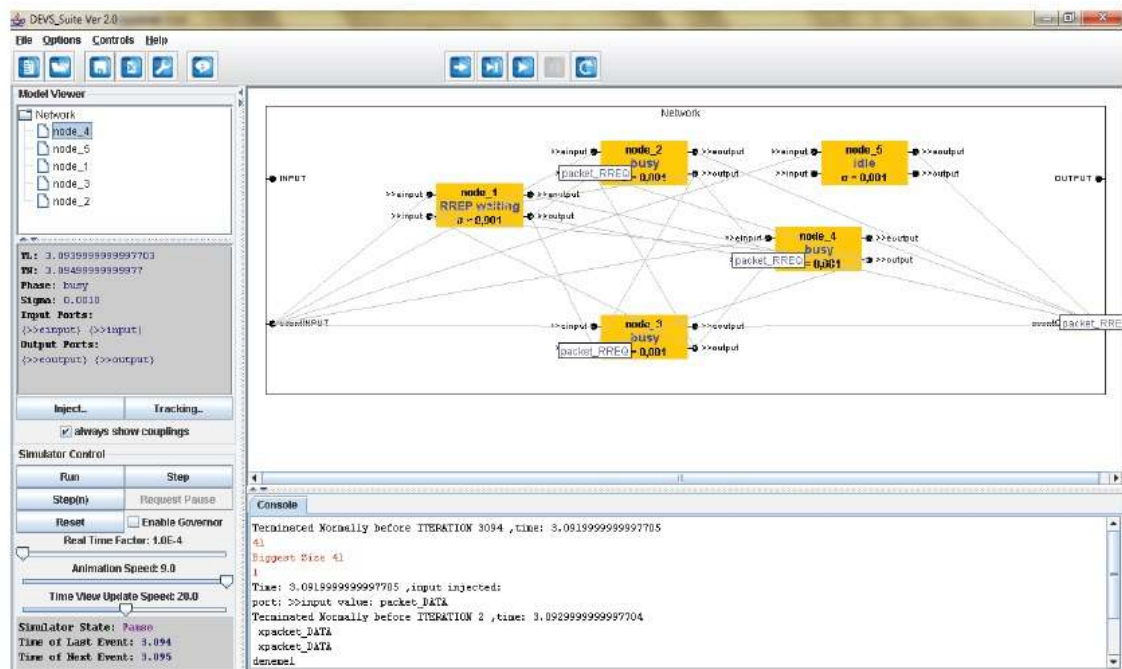 DEVS_Suite Ver 2.0
File Options Controls Help
Model Viewer
Network
node_4
node_5
node_1
node_3
node_2
TL: 3.0939999999997703
TN: 3.09499999999977
Phase: busy
Sigma: 0.0010
Input Ports:
{>>einput} {>>input}
Output Ports:
{>>eoutput} {>>output}
Inject... Tracking...
always show couplings
Simulator Control
Run Step
Step(n) Request Pause
Reset Enable Governor
Real Time Factor: 1.0E-4
Animation Speed: 9.0
Time View Update Speed: 20.0
Simulator State: Pause
Time of Last Event: 3.094
Time of Next Event: 3.095
Network
INPUT
OUTPUT
>>einput node_2 >>eoutput
busy
packet_RREQ = 0,001 >>output
>>einput node_5 >>eoutput
idle
>>input σ = 0,001 >>output
>>einput node_1 >>eoutput
RREP waiting
>>input σ = 0,001 >>output
>>einput node_4 >>eoutput
busy
packet_RREQ = 0,001 >>output
>>einput node_3 >>eoutput
busy
packet_RREQ = 0,001 >>output
eventINPUT
packet_RRE
Console
Terminated Normally before ITERATION 3094 ,time: 3.0919999999997705
41
Biggest Size 41
1
Time: 3.0919999999997705 ,input injected:
port: >>input value: packet_DATA
Terminated Normally before ITERATION 2 ,time: 3.0929999999997704
xpacket_DATA
xpacket_DATA
deneme1